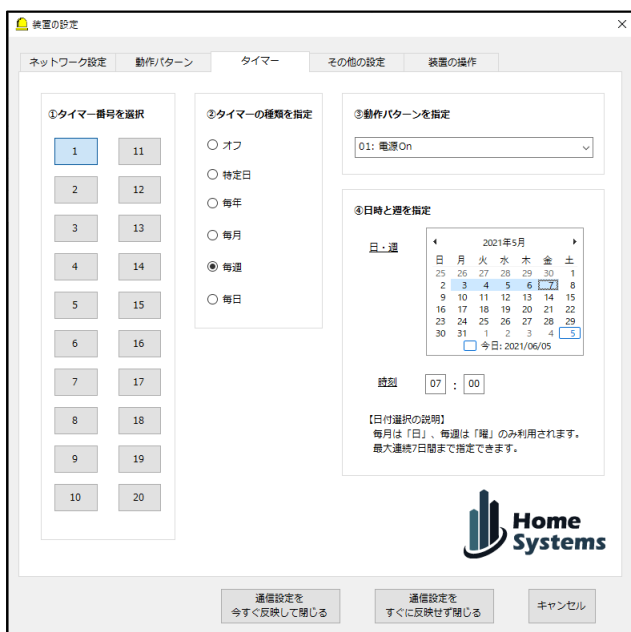 装置の設定
ネットワーク設定 動作パターン タイマー その他の設定 装置の操作
①タイマー番号を選択
1 11
2 12
3 13
4 14
5 15
6 16
7 17
8 18
9 19
10 20
②タイマーの種類を指定
オフ
特定日
毎年
毎月
毎週
毎日
③動作パターンを指定
01: 電源On
④日時と週を指定
日・週
2021年5月
日 月 火 水 木 金 土
25 26 27 28 29 30 1
2 3 4 5 6 7 8
9 10 11 12 13 14 15
16 17 18 19 20 21 22
23 24 25 26 27 28 29
30 31 1 2 3 4 5
今日: 2021/06/05
時刻 07 : 00
【日付選択の説明】
毎月は「日」、毎週は「曜」のみ利用されます。
最大連続7日間まで指定できます。
Home
Systems
通信設定を
今すぐ反映して閉じる
通信設定を
すぐに反映せず閉じる
キャンセル